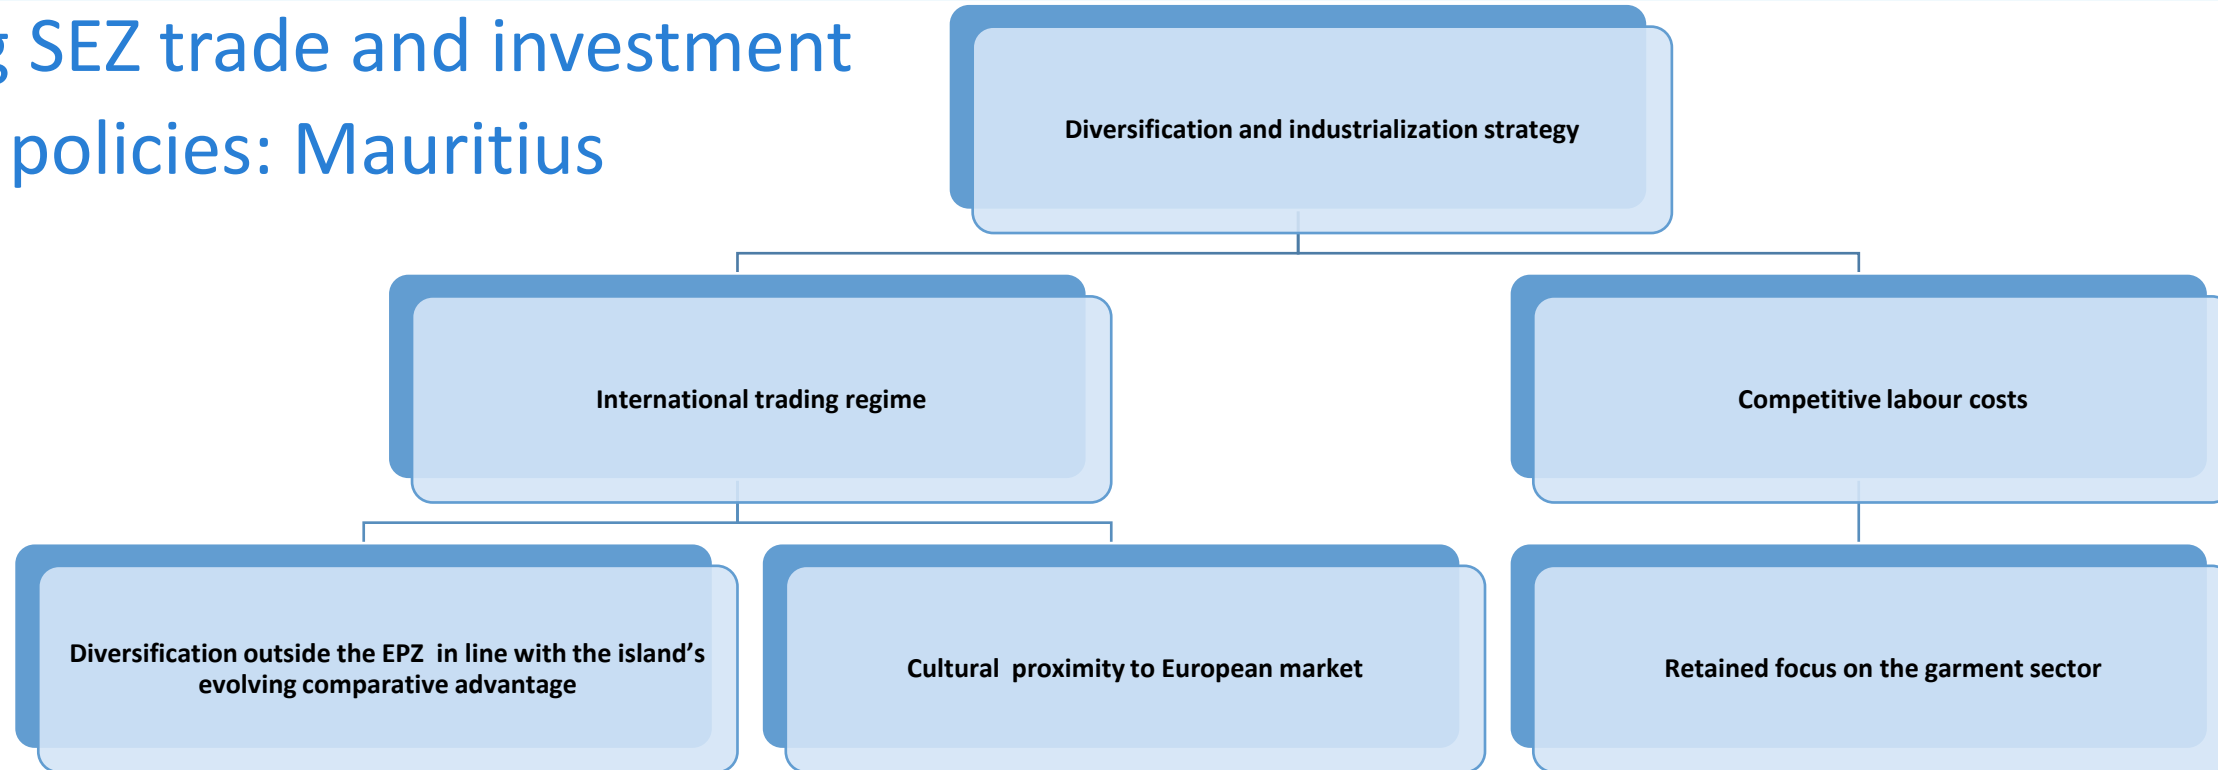 g SEZ trade and investment
policies: Mauritius
Diversification and industrialization strategy
International trading regime
Competitive labour costs
Diversification outside the EPZ in line with the island’s
evolving comparative advantage
Cultural proximity to European market
Retained focus on the garment sector